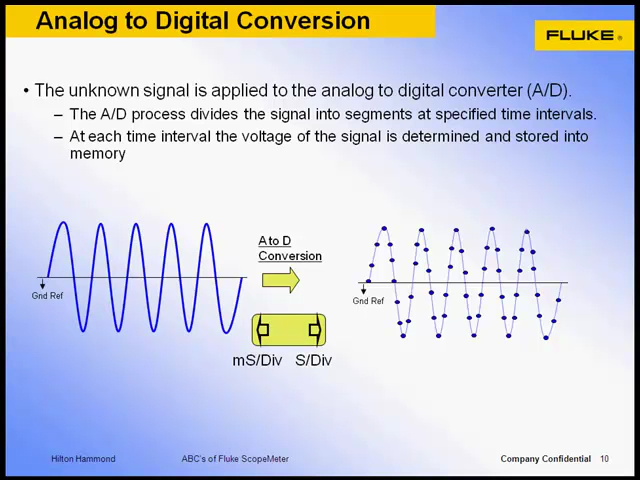 Analog to Digital Conversion
FLUKE®
• The unknown signal is applied to the analog to digital converter (A/D).
– The A/D process divides the signal into segments at specified time intervals.
– At each time interval the voltage of the signal is determined and stored into
memory
A to D
Conversion
Gnd Ref
Gnd Ref
mS/Div S/Div
Hilton Hammond ABC's of Fluke ScopeMeter Company Confidential 10